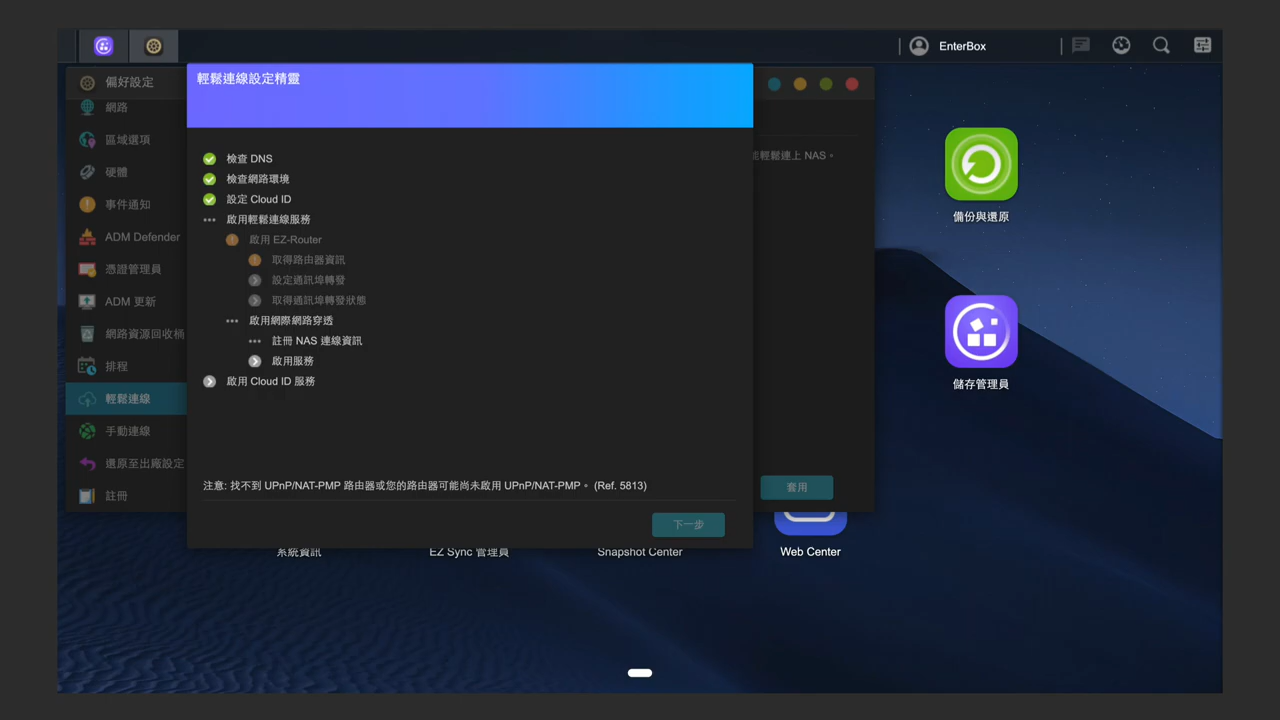 EnterBox
偏好設定
輕鬆連線設定精靈
網路
區域選項
硬體
事件通知
ADM Defender
憑證管理員
ADM 更新
網路資源回收桶
排程
輕鬆連線
手動連線
還原至出廠設定
註冊
檢查 DNS
檢查網路環境
設定 Cloud ID
啟用輕鬆連線服務
啟用 EZ-Router
取得路由器資訊
設定通訊埠轉發
取得通訊埠轉發狀態
啟用網際網路穿透
註冊 NAS 連線資訊
啟用服務
啟用 Cloud ID 服務
注意: 找不到 UPnP/NAT-PMP 路由器或您的路由器可能尚未啟用 UPnP/NAT-PMP。 (Ref. 5813)
下一步
能輕鬆連上 NAS。
套用
備份與還原
儲存管理員
系統資訊
EZ Sync 管理員
Snapshot Center
Web Center